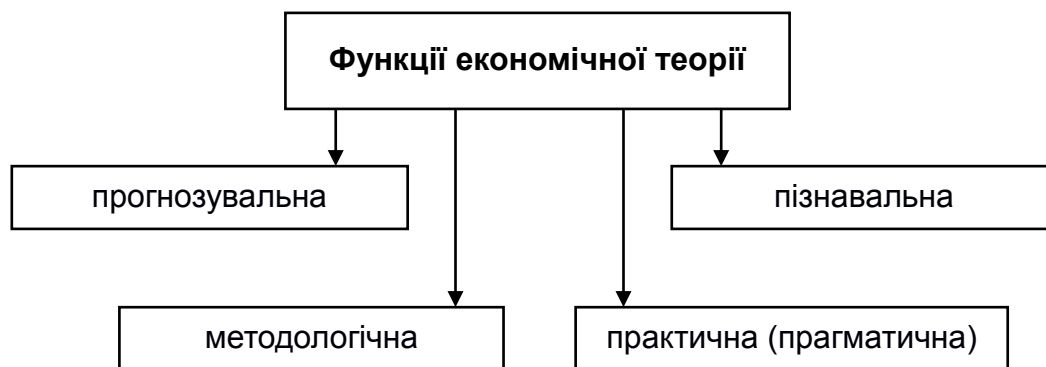 Функції економічної теорії
прогнозувальна
пізнавальна
методологічна
практична (прагматична)